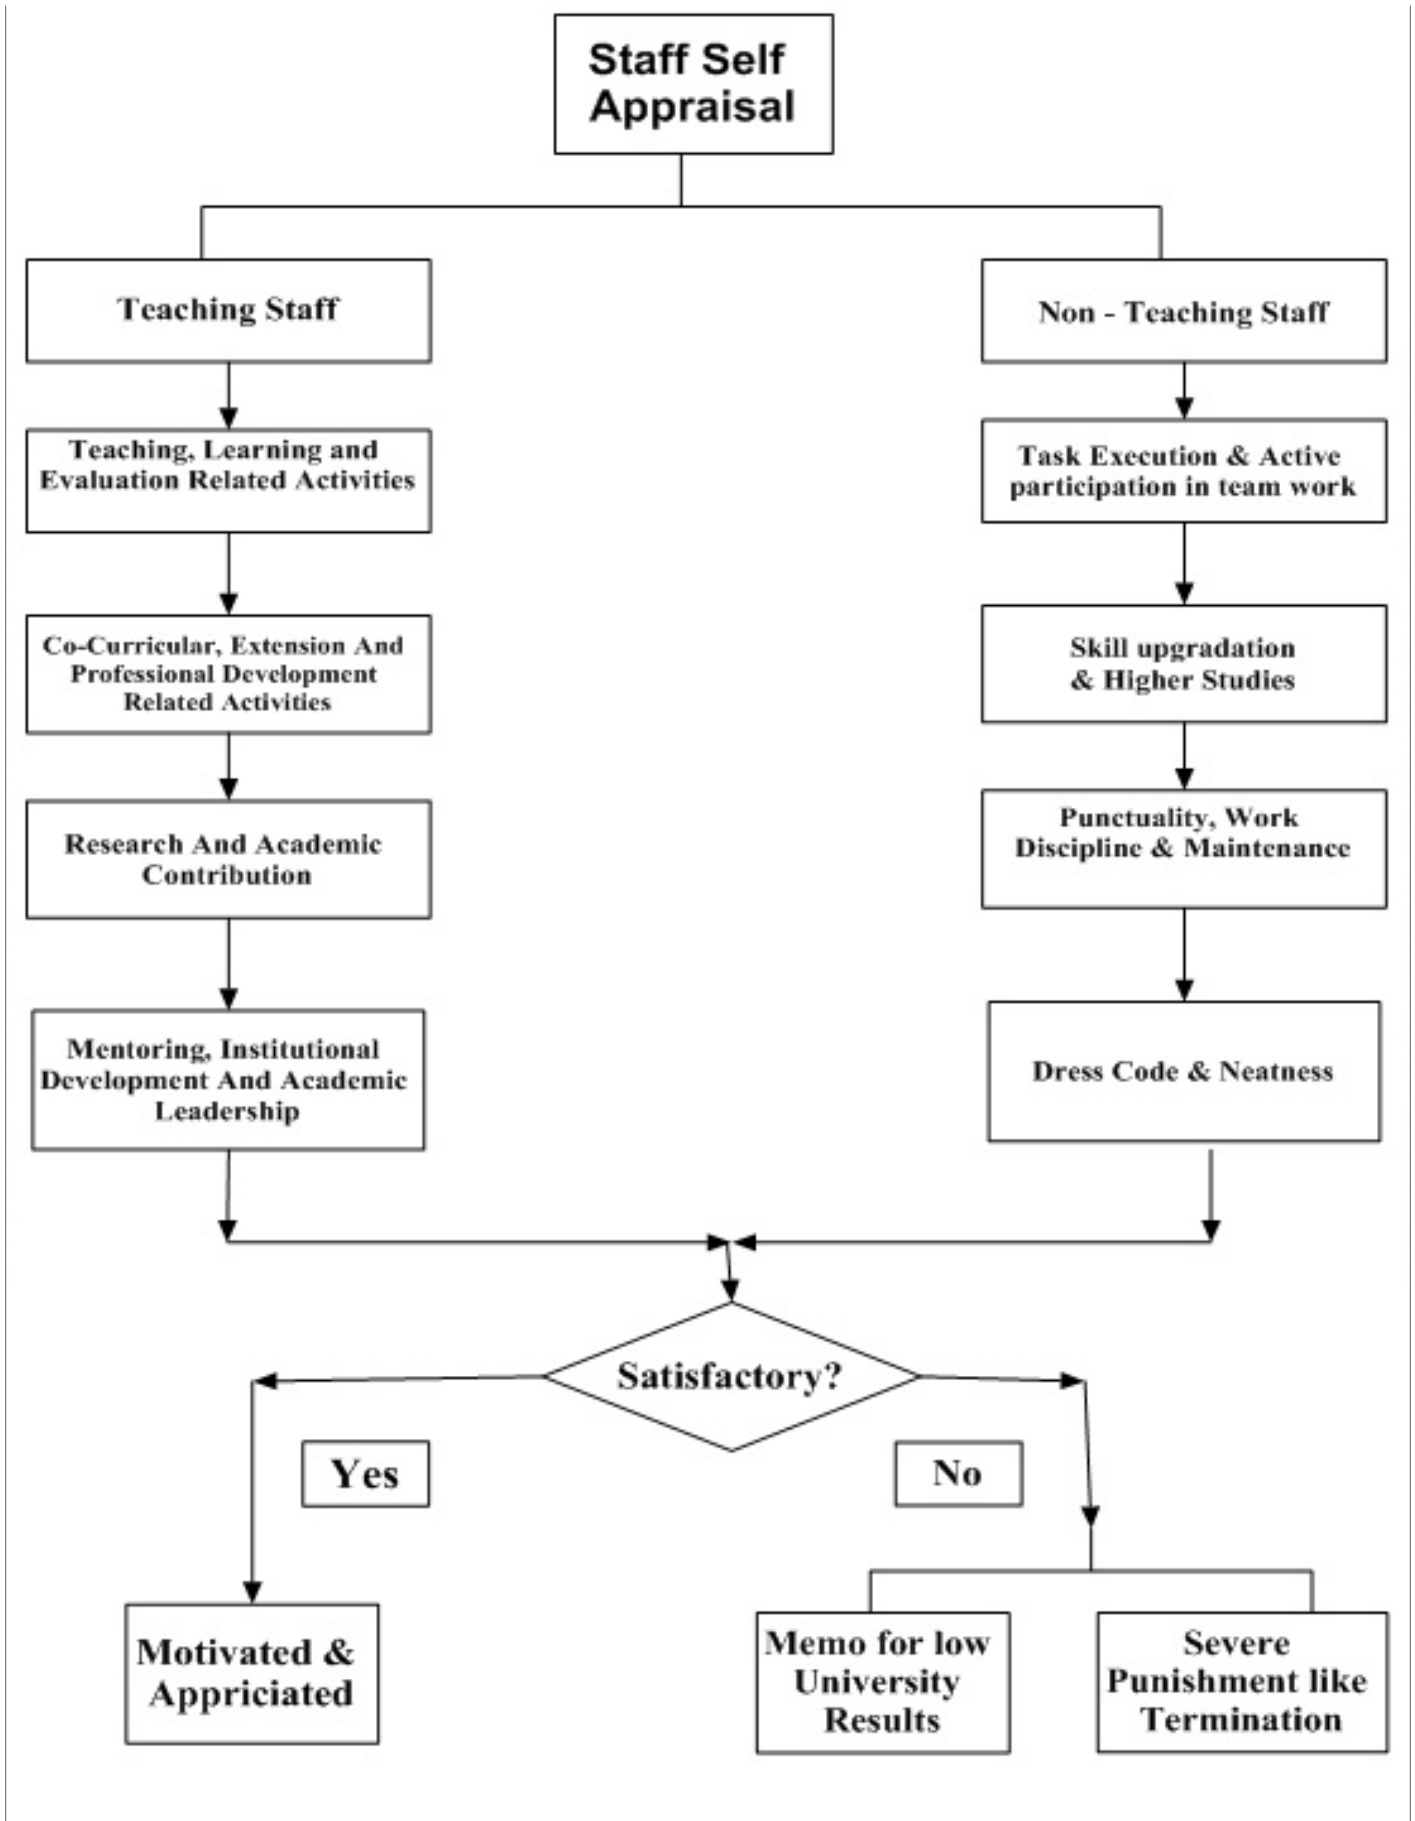 Staff Self
Appraisal
Teaching Staff
Non - Teaching Staff
Teaching, Learning and
Evaluation Related Activities
Task Execution & Active
participation in team work
Co-Curricular, Extension And
Professional Development
Related Activities
Skill upgradation
& Higher Studies
Research And Academic
Contribution
Punctuality, Work
Discipline & Maintenance
Mentoring, Institutional
Development And Academic
Leadership
Dress Code & Neatness
Satisfactory?
Yes
No
Motivated &
Appriciated
Memo for low
University
Results
Severe
Punishment like
Termination